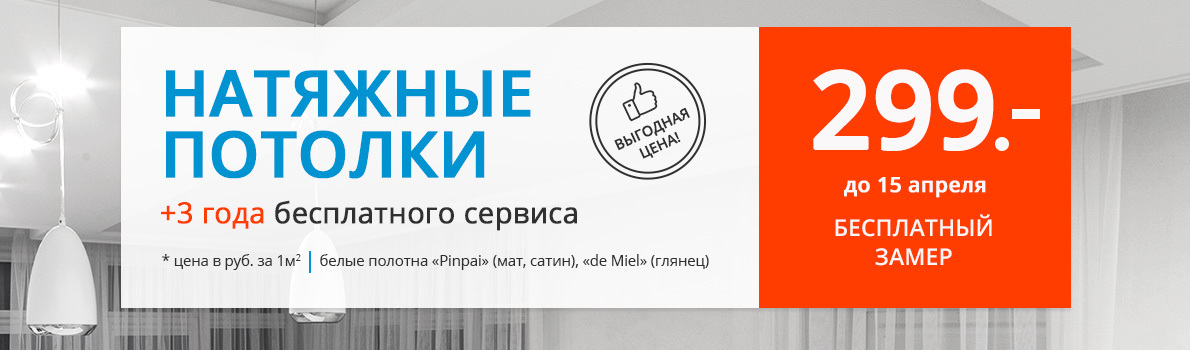 НАТЯЖНЫЕ
ПОТОЛКИ
+3 года бесплатного сервиса
* цена в руб. за 1м² | белые полотна «Pinpai» (мат, сатин), «de Miel» (глянец)
ВЫГОДНАЯ
ЦЕНА!
299.-
до 15 апреля
БЕСПЛАТНЫЙ
ЗАМЕР